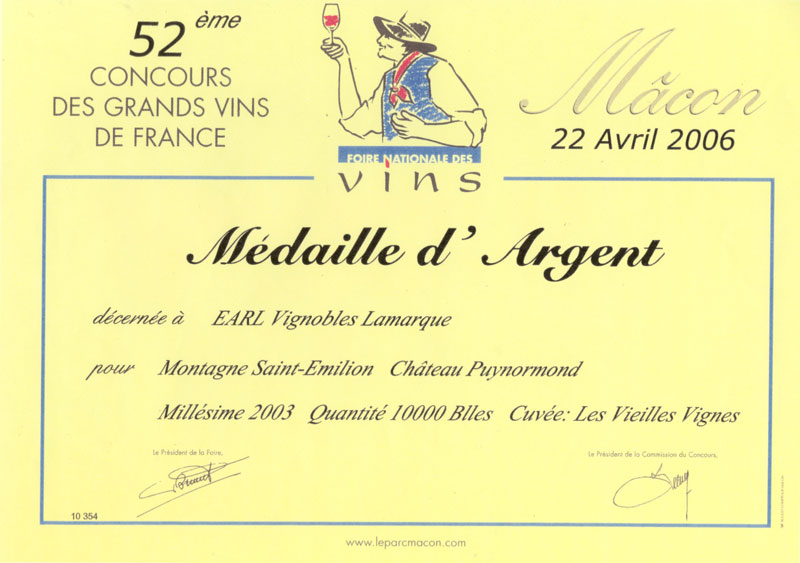 52ème
CONCOURS
DES GRANDS VINS
DE FRANCE
FOIRE NATIONALE DES
vins
Mâcon
22 Avril 2006
Médaille d' Argent
décernée à EARL Vignobles Lamarque
pour Montagne Saint-Emilion Château Puynormond
Millésime 2003 Quantité 10000 Blles Cuvée: Les Vieilles Vignes
Le Président de la Foire,
Le Président de la Commission du Concours,
10 354
www.leparcmacon.com